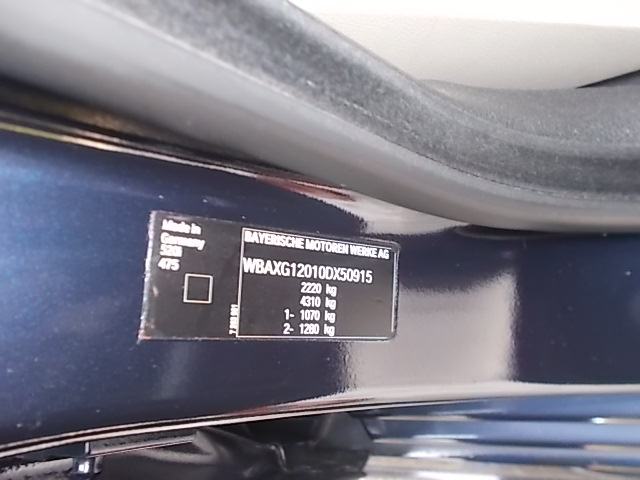 Made in
Germany
520i
475
BAYERISCHE MOTOREN WERKE AG
WBAXG12010DX50915
2220 kg
4310 kg
1- 1070 kg
2- 1280 kg